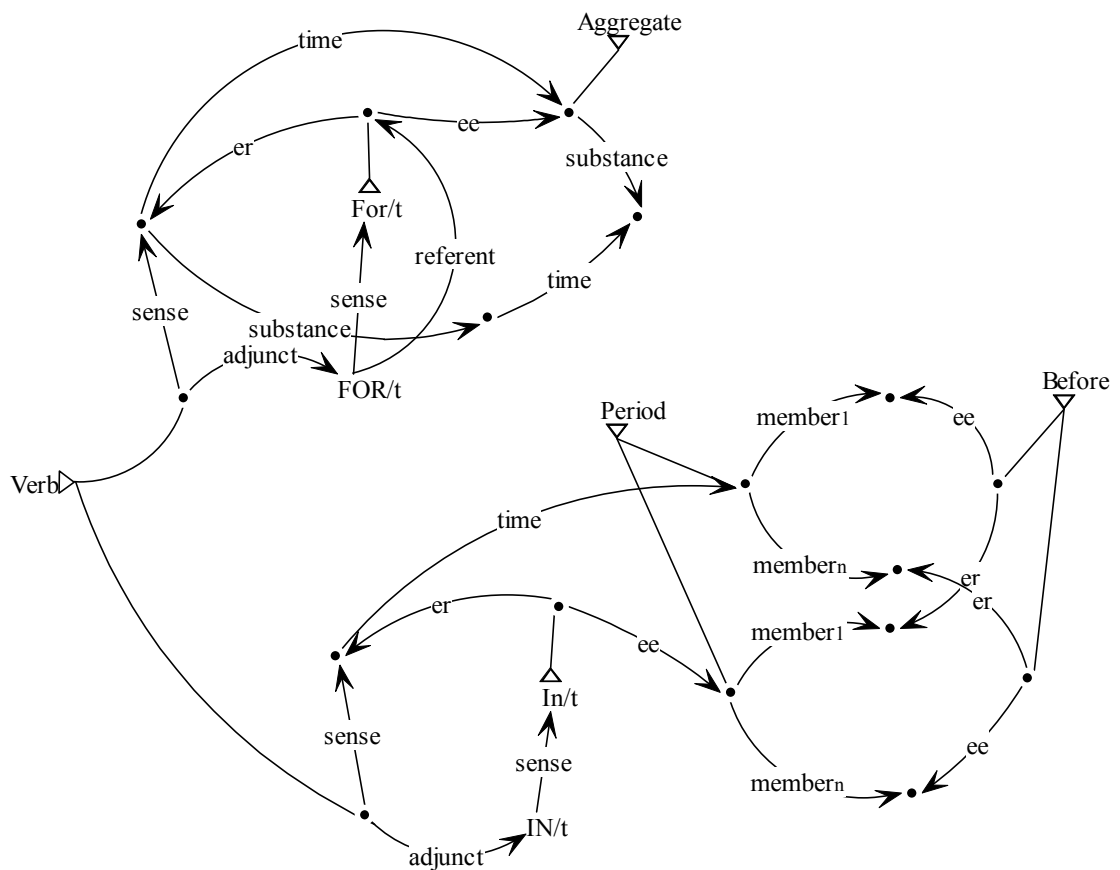 Aggregate
time
ee
er
substance
For/t
referent
time
sense
sense
substance
adjunct
FOR/t
Before
Period
member1
ee
Verb
time
membern
er
er
er
member1
ee
In/t
sense
sense
ee
membern
IN/t
adjunct